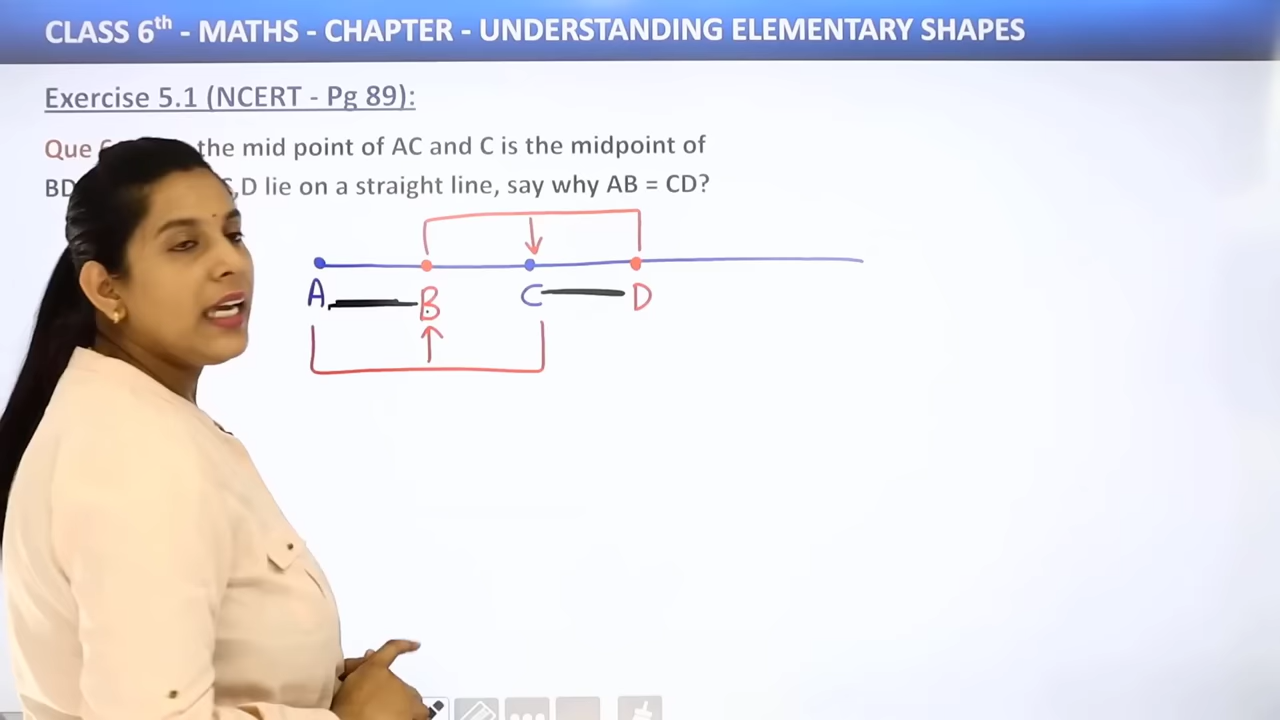 CLASS 6th - MATHS - CHAPTER - UNDERSTANDING ELEMENTARY SHAPES
Exercise 5.1 (NCERT - Pg 89):
Que the mid point of AC and C is the midpoint of
BD ,D lie on a straight line, say why AB = CD?
A B C D